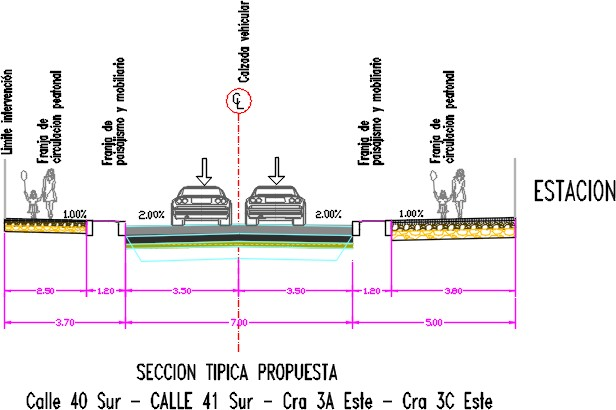 Límite intervención
Franja de
circulación peatonal
Franja de
paisajismo y mobiliario
Calzada vehicular
Franja de
paisajismo y mobiliario
Franja de
circulación peatonal
CL
ESTACION
1.00%
2.00%
2.00%
1.00%
2.50
1.20
3.50
3.50
1.20
3.80
3.70
7.00
5.00
SECCION TIPICA PROPUESTA
Calle 40 Sur - CALLE 41 Sur - Cra 3A Este - Cra 3C Este